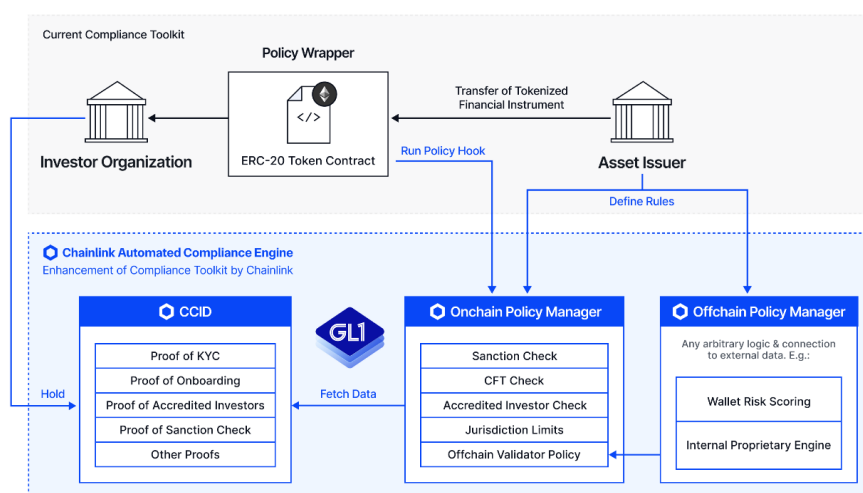 Current Compliance Toolkit
Policy Wrapper
Transfer of Tokenized
Financial Instrument
</>
ERC-20 Token Contract
Investor Organization
Asset Issuer
Run Policy Hook
Define Rules
Chainlink Automated Compliance Engine
Enhancement of Compliance Toolkit by Chainlink
CCID
Proof of KYC
Proof of Onboarding
Proof of Accredited Investors
Proof of Sanction Check
Other Proofs
Hold
GL1
Fetch Data
Onchain Policy Manager
Sanction Check
CFT Check
Accredited Investor Check
Jurisdiction Limits
Offchain Validator Policy
Offchain Policy Manager
Any arbitrary logic & connection
to external data. E.g.:
Wallet Risk Scoring
Internal Proprietary Engine